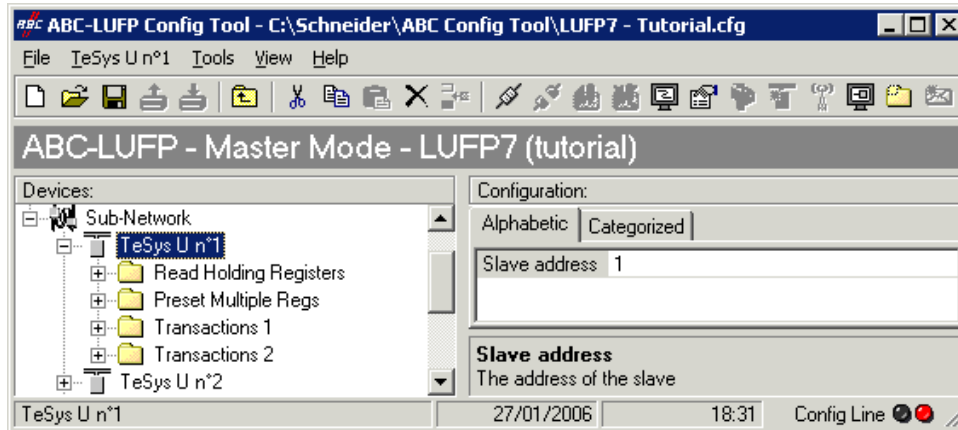 ABC ABC-LUFP Config Tool - C:\Schneider\ABC Config Tool\LUFP7 - Tutorial.cfg
File TeSys U n°1 Tools View Help
ABC-LUFP - Master Mode - LUFP7 (tutorial)
Devices:
Sub-Network
TeSys U n°1
Read Holding Registers
Preset Multiple Regs
Transactions 1
Transactions 2
TeSys U n°2
Configuration:
Alphabetic Categorized
Slave address 1
Slave address
The address of the slave
TeSys U n°1 27/01/2006 18:31 Config Line